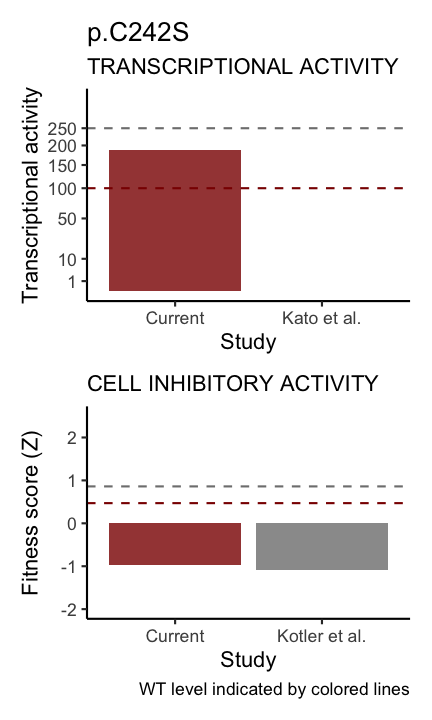 p.C242S
TRANSCRIPTIONAL ACTIVITY
Transcriptional activity
250
200
150
100
50
10
1
Current
Kato et al.
Study
CELL INHIBITORY ACTIVITY
Fitness score (Z)
2
1
0
-1
-2
Current
Kotler et al.
Study
WT level indicated by colored lines